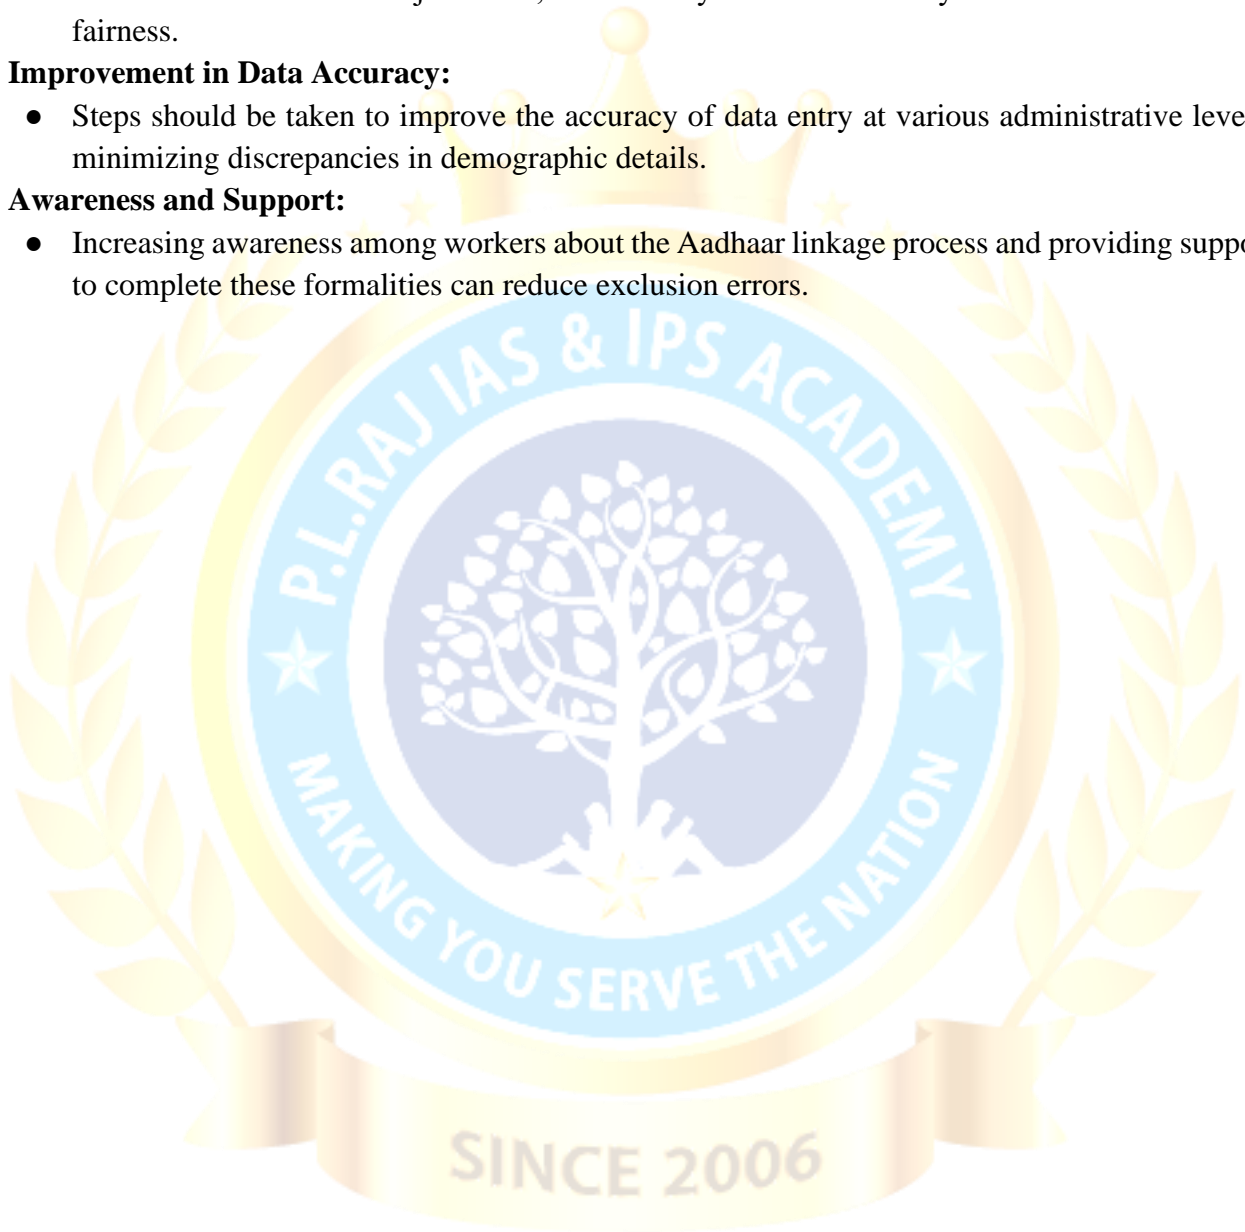 fairness.
Improvement in Data Accuracy:
● Steps should be taken to improve the accuracy of data entry at various administrative leve
minimizing discrepancies in demographic details.
Awareness and Support:
● Increasing awareness among workers about the Aadhaar linkage process and providing suppo
to complete these formalities can reduce exclusion errors.
P.L.RAJ IAS & IPS ACADEMY
MAKING YOU SERVE THE NATION
SINCE 2006